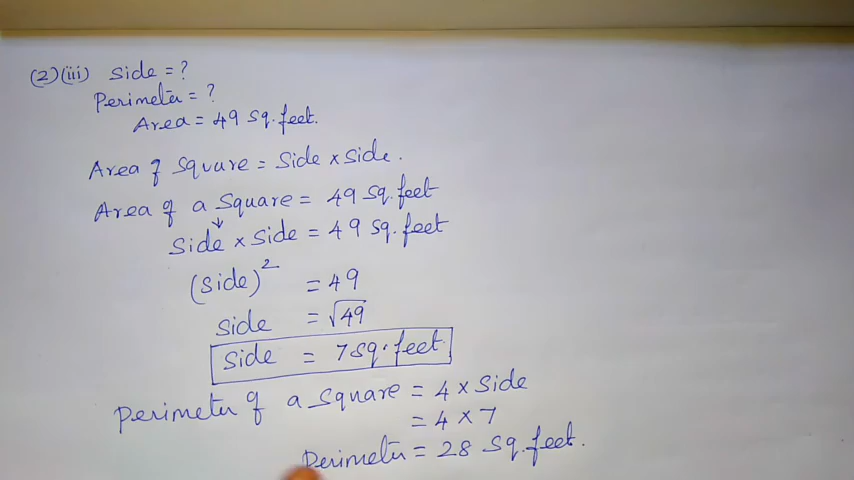 (2)(iii) Side = ?
Perimeter = ?
Area = 49 sq.feet.
Area of square = Side × Side.
Area of a square = 49 sq.feet
Side × Side = 49 sq.feet
(side)² = 49
side = √49
Side = 7 sq.feet
Perimeter of a square = 4 × Side
= 4 × 7
Perimeter = 28 sq.feet.